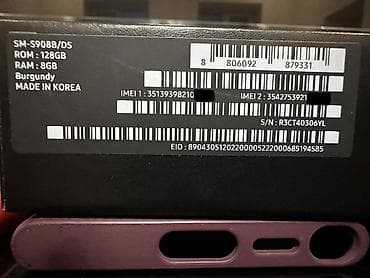 SM-S908B/DS
ROM : 128GB
RAM : 8GB
Burgundy
MADE IN KOREA
8 806092 879331
IMEI 1 : 35139398210
IMEI 2 : 3542753921
S/N : R3CT40306YL
EID : 89043051202200005222000685194585